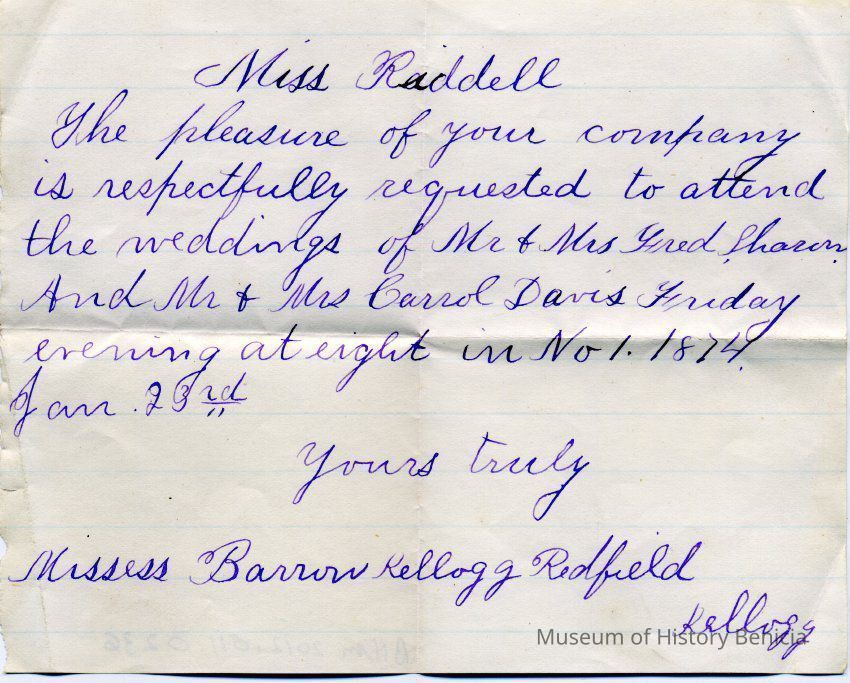 Miss Raddell
The pleasure of your company
is respectfully requested to attend
the weddings of Mr & Mrs Fred Sharon
And Mr & Mrs Carrol Davis Friday
evening at eight in No 1. 1874.
Jan. 23rd
Yours truly
Missess Barron Kellogg Redfield
Kellogg
Museum of History Benicia